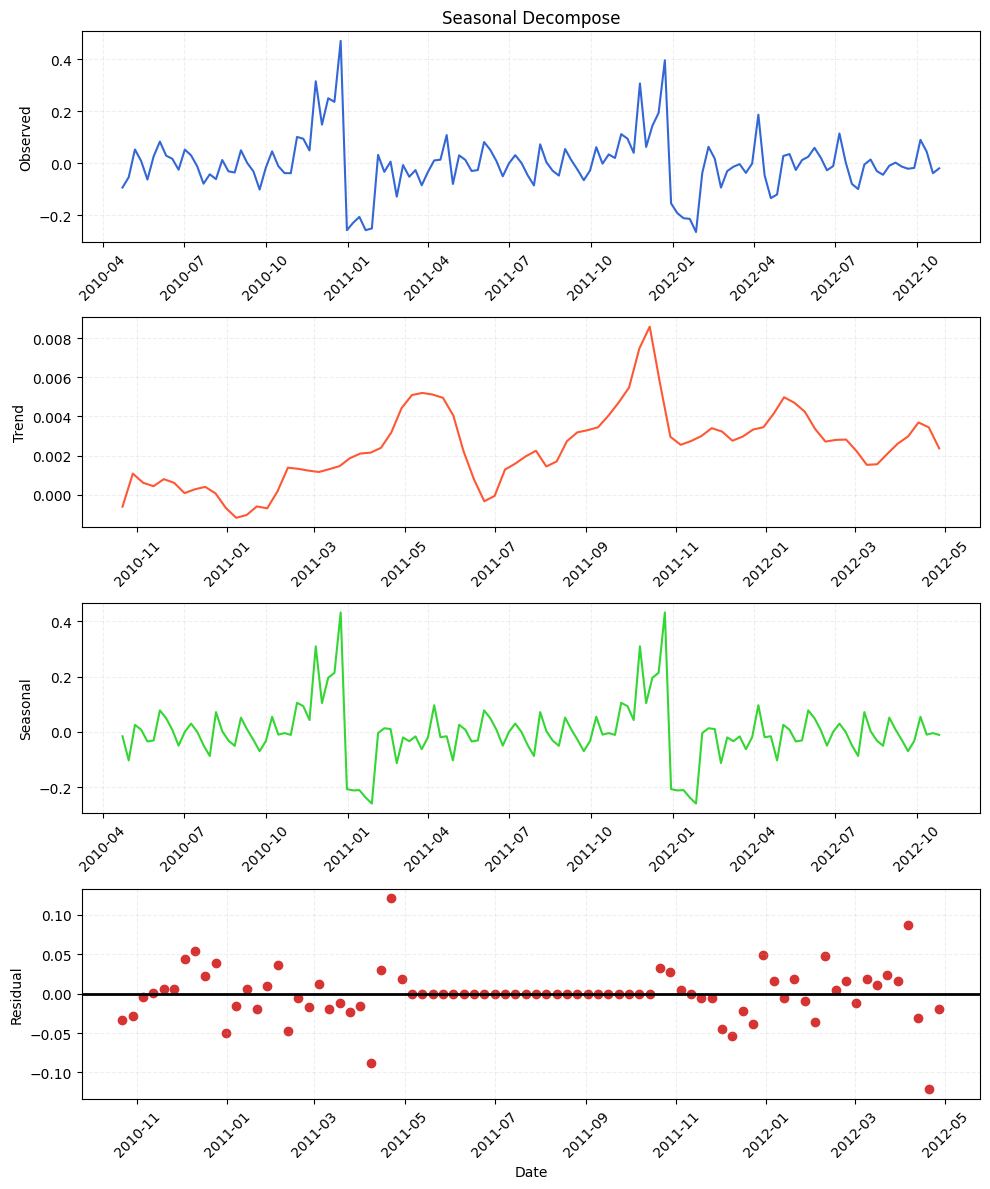 Seasonal Decompose
Observed
0.4
0.2
0.0
−0.2
2010-04 2010-07 2010-10 2011-01 2011-04 2011-07 2011-10 2012-01 2012-04 2012-07 2012-10
Trend
0.008
0.006
0.004
0.002
0.000
2010-11 2011-01 2011-03 2011-05 2011-07 2011-09 2011-11 2012-01 2012-03 2012-05
Seasonal
0.4
0.2
0.0
−0.2
2010-04 2010-07 2010-10 2011-01 2011-04 2011-07 2011-10 2012-01 2012-04 2012-07 2012-10
Residual
0.10
0.05
0.00
−0.05
−0.10
2010-11 2011-01 2011-03 2011-05 2011-07 2011-09 2011-11 2012-01 2012-03 2012-05
Date